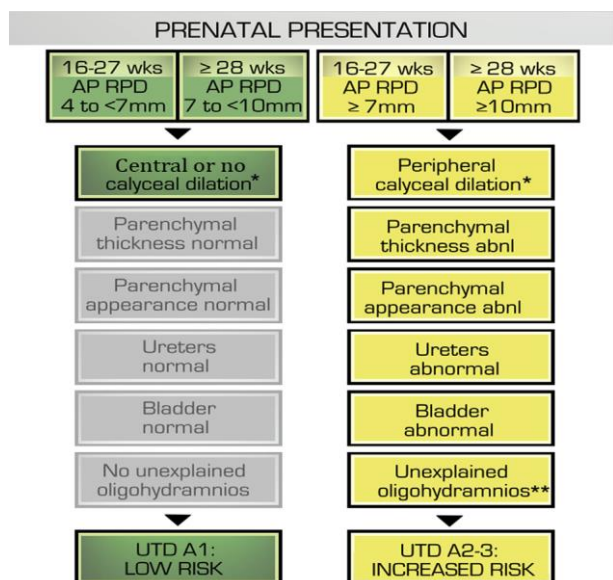 PRENATAL PRESENTATION
16-27 wks
AP RPD
4 to <7mm
≥ 28 wks
AP RPD
7 to <10mm
16-27 wks
AP RPD
≥ 7mm
≥ 28 wks
AP RPD
≥10mm
Central or no
calyceal dilation*
Peripheral
calyceal dilation*
Parenchymal
thickness normal
Parenchymal
thickness abnl
Parenchymal
appearance normal
Parenchymal
appearance abnl
Ureters
normal
Ureters
abnormal
Bladder
normal
Bladder
abnormal
No unexplained
oligohydramnios
Unexplained
oligohydramnios**
UTD A1:
LOW RISK
UTD A2-3:
INCREASED RISK